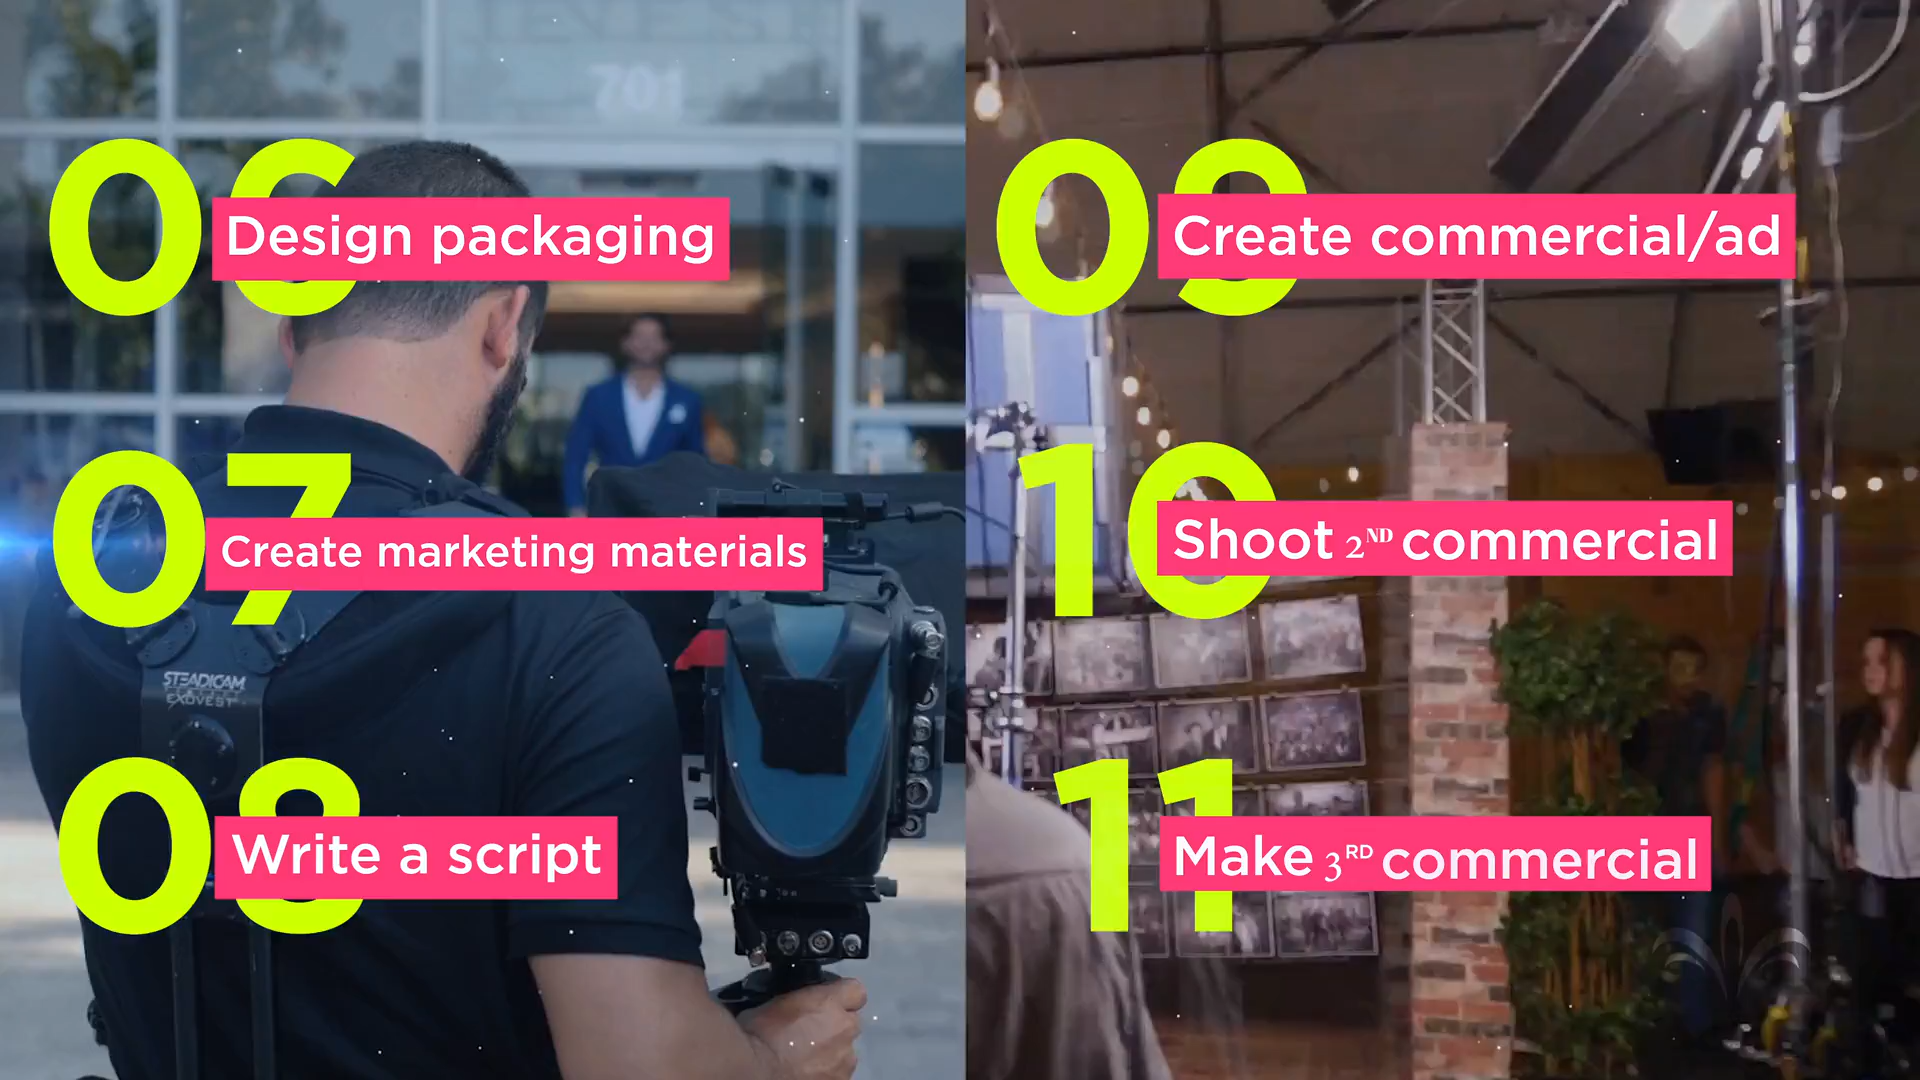 701
06
Design packaging
07
Create marketing materials
STEADICAM
EXOVEST
08
Write a script
09
Create commercial/ad
10
Shoot 2ND commercial
11
Make 3RD commercial